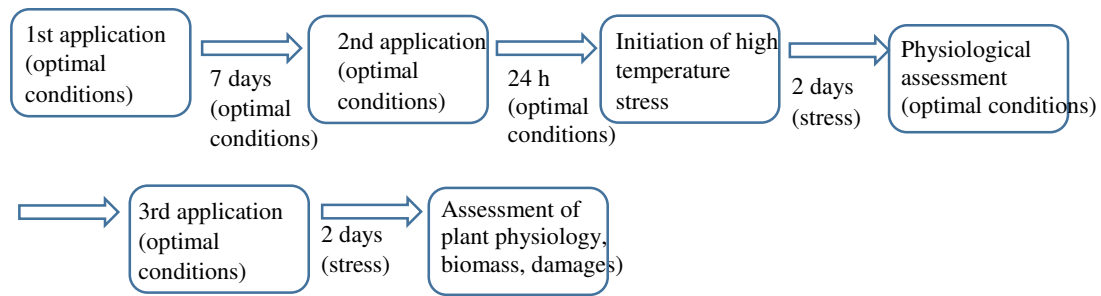 1st application
(optimal
conditions)
7 days
(optimal
conditions)
2nd application
(optimal
conditions)
24 h
(optimal
conditions)
Initiation of high
temperature
stress
2 days
(stress)
Physiological
assessment
(optimal conditions)
3rd application
(optimal
conditions)
2 days
(stress)
Assessment of
plant physiology,
biomass, damages)